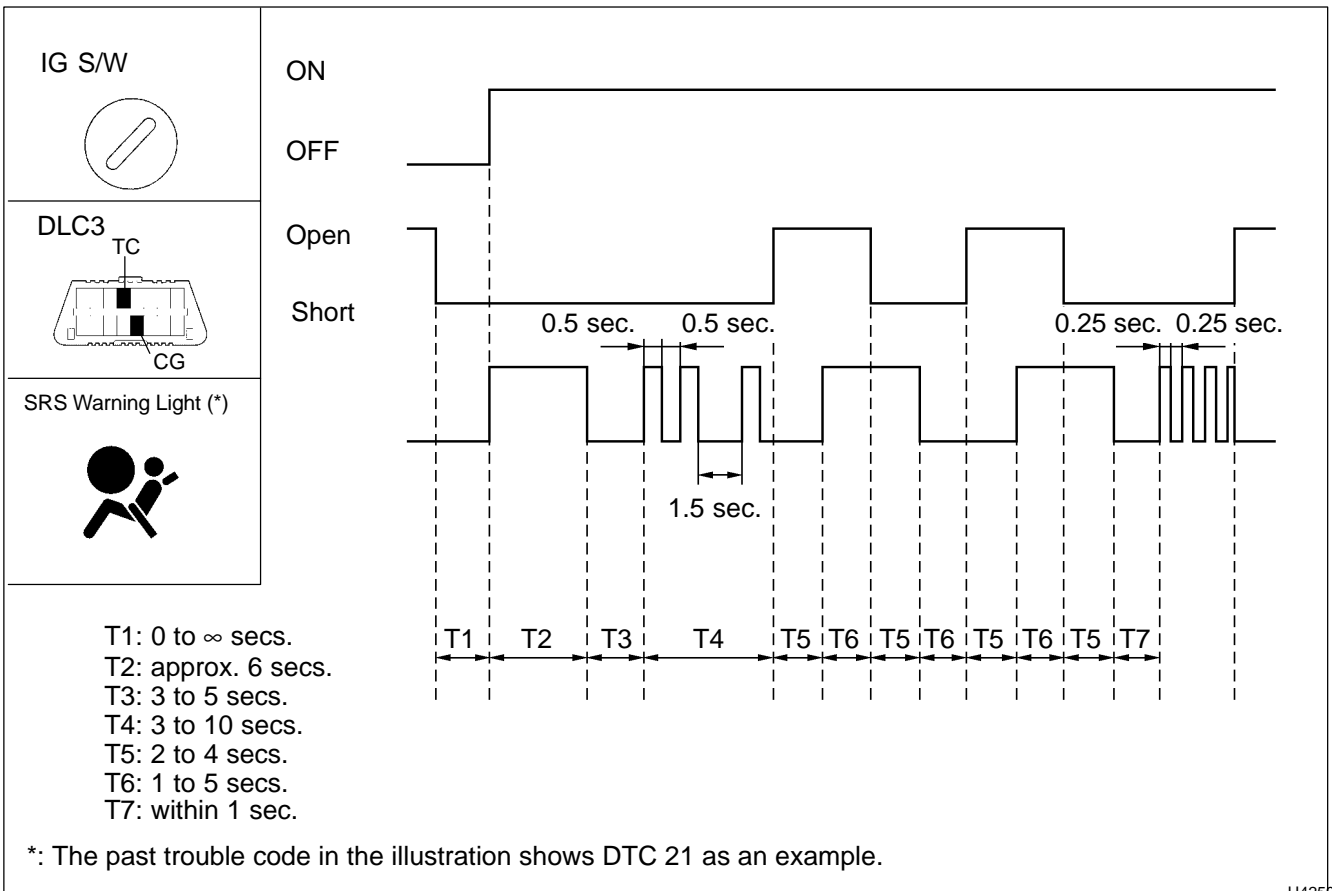 IG S/W
ON
OFF
DLC3
TC
CG
Open
Short
0.5 sec. 0.5 sec.
0.25 sec. 0.25 sec.
SRS Warning Light (*)
1.5 sec.
T1 T2 T3 T4 T5 T6 T5 T6 T5 T6 T5 T7
T1: 0 to ∞ secs.
T2: approx. 6 secs.
T3: 3 to 5 secs.
T4: 3 to 10 secs.
T5: 2 to 4 secs.
T6: 1 to 5 secs.
T7: within 1 sec.
*: The past trouble code in the illustration shows DTC 21 as an example.